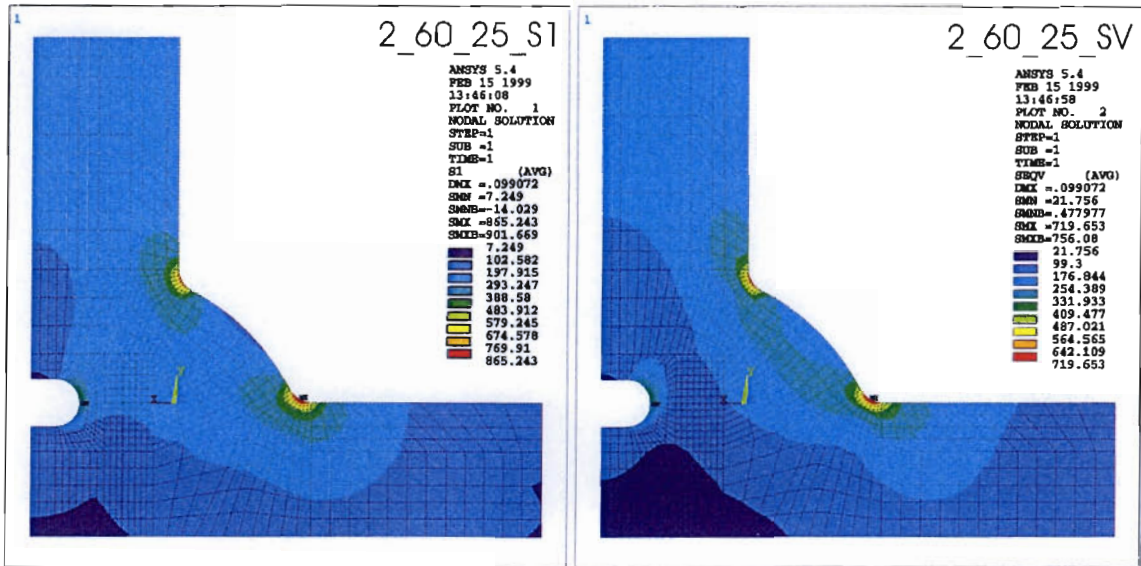 1
2_60_25_S1
ANSYS 5.4
FEB 15 1999
13:46:08
PLOT NO. 1
NODAL SOLUTION
STEP=1
SUB =1
TIME=1
S1 (AVG)
DMX =.099072
SMN =7.249
SMNB=-14.029
SMX =865.243
SMXB=901.669
7.249
102.582
197.915
293.247
388.58
483.912
579.245
674.578
769.91
865.243
Y
X
1
2_60_25_SV
ANSYS 5.4
FEB 15 1999
13:46:58
PLOT NO. 2
NODAL SOLUTION
STEP=1
SUB =1
TIME=1
SEQV (AVG)
DMX =.099072
SMN =21.756
SMNB=.477977
SMX =719.653
SMXB=756.08
21.756
99.3
176.844
254.389
331.933
409.477
487.021
564.565
642.109
719.653
Y
X